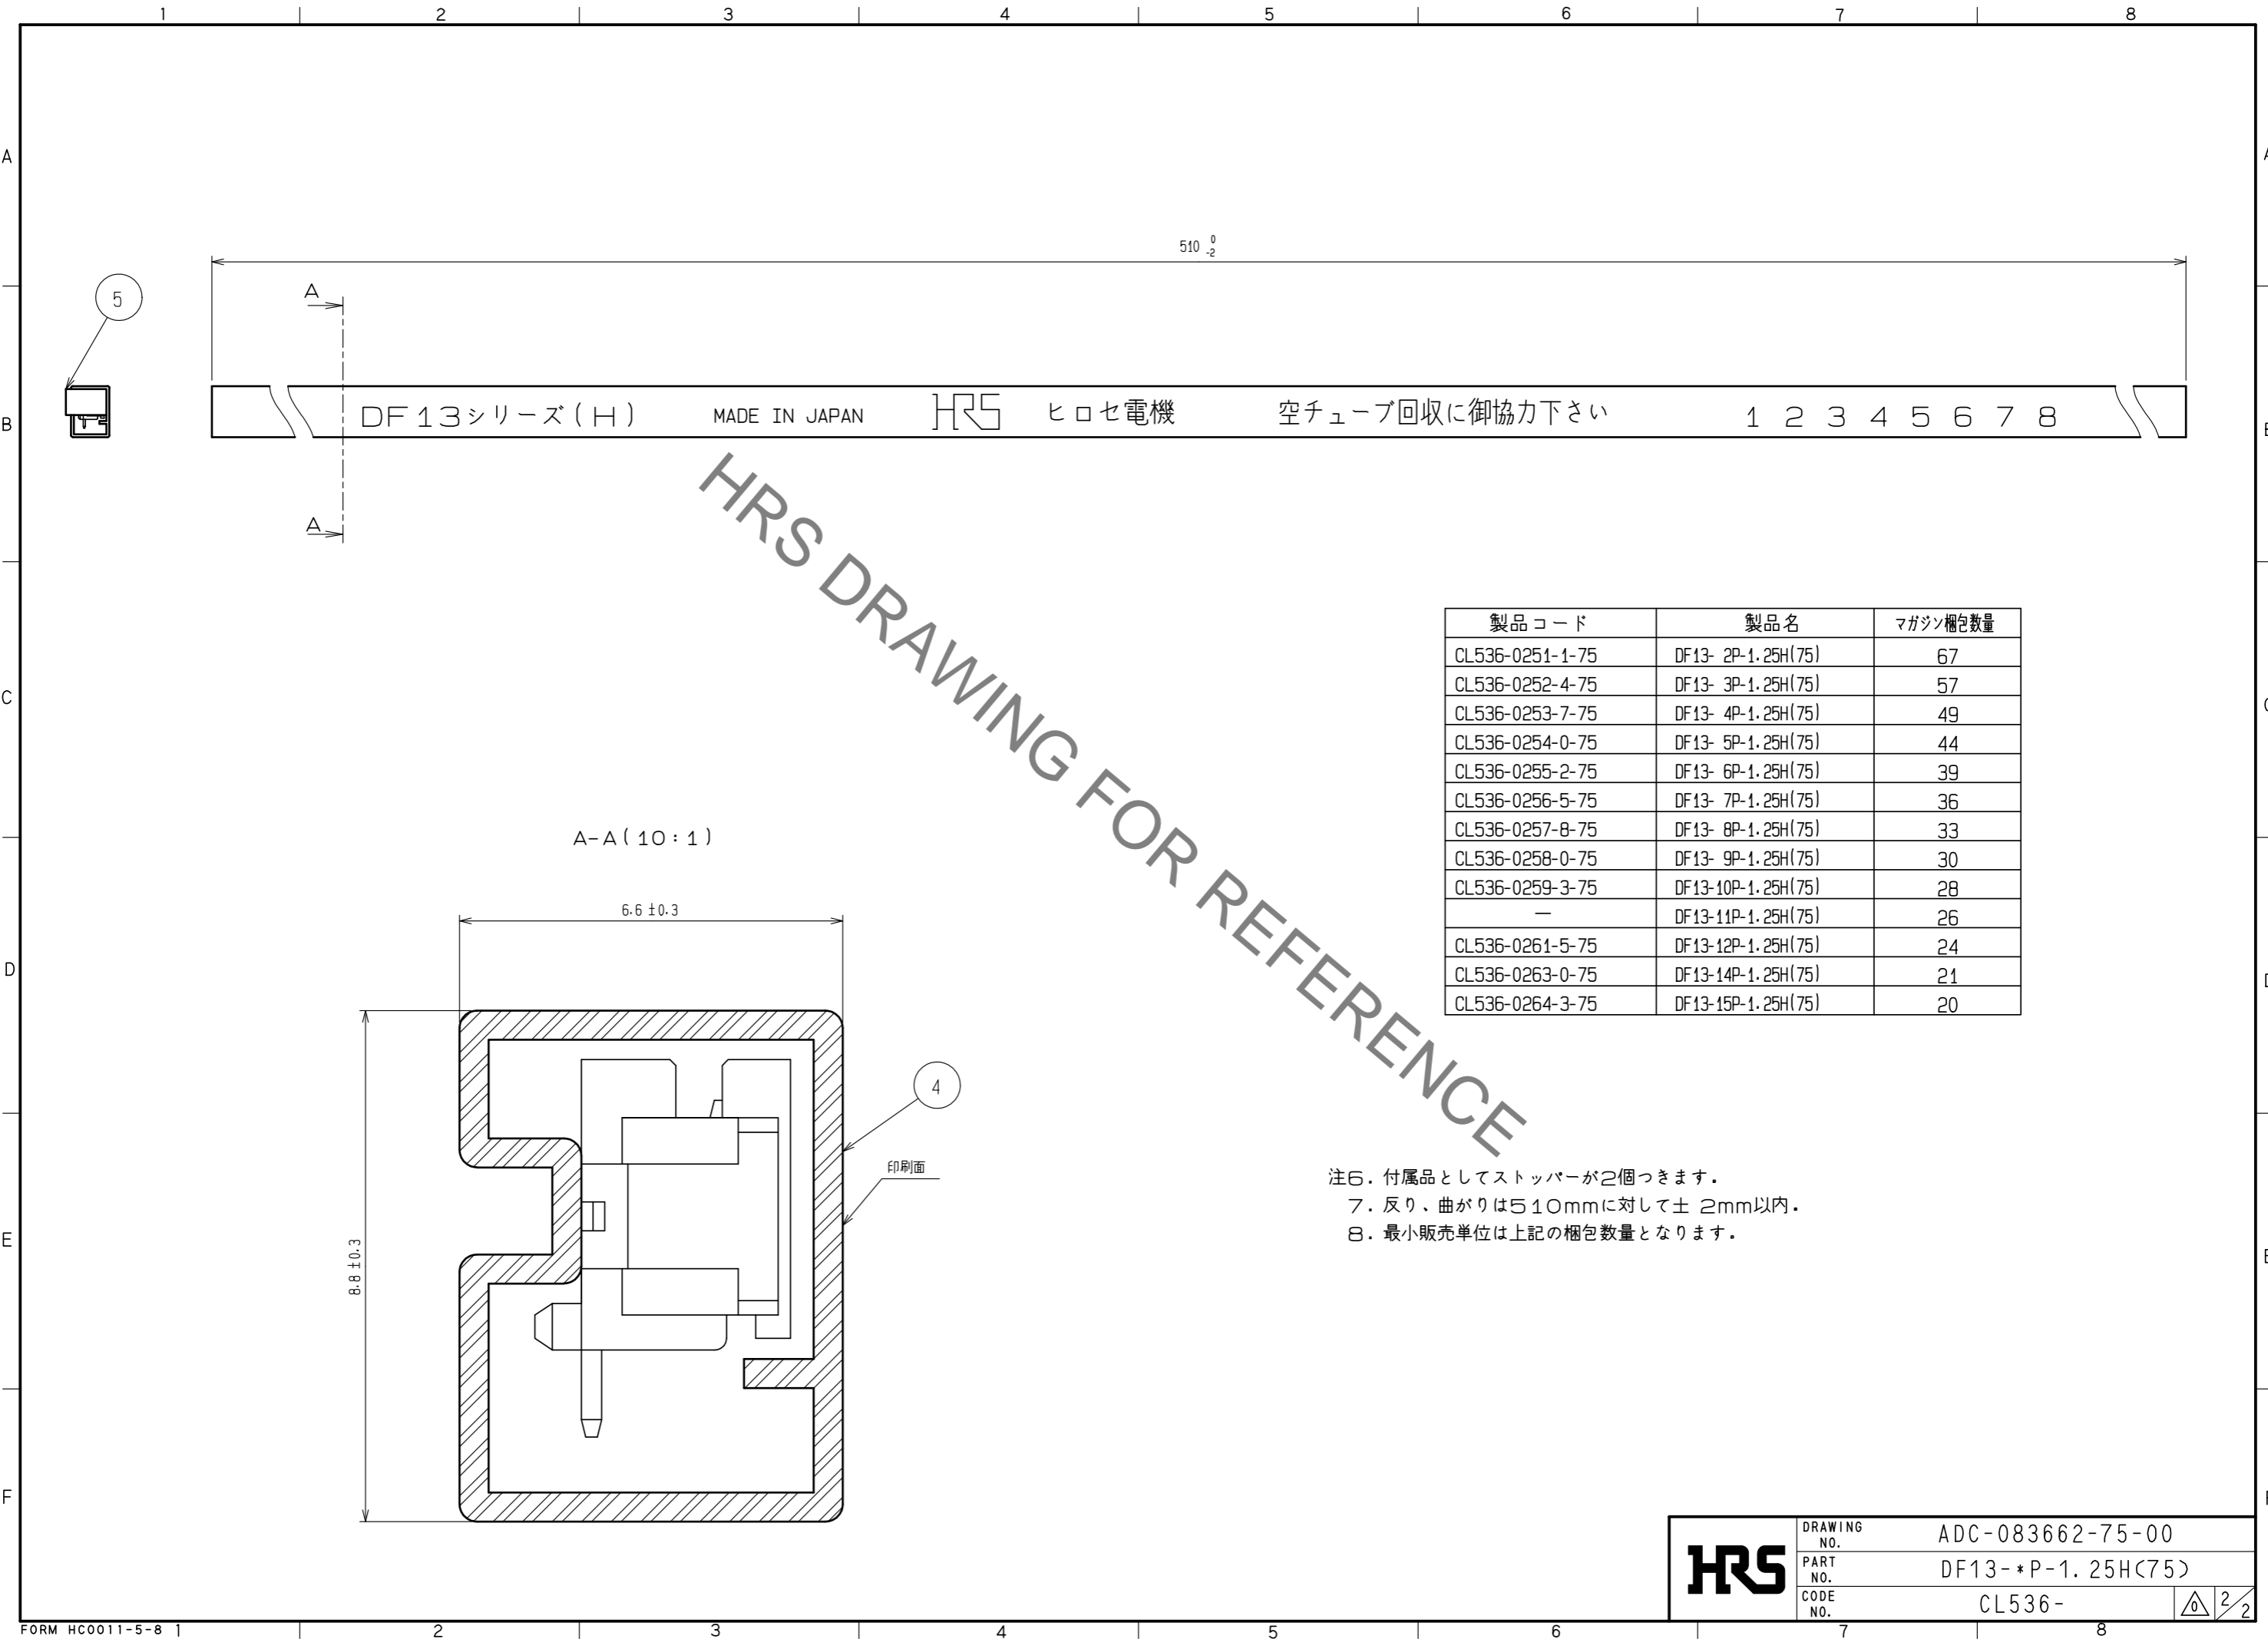 1 2 3 4 5 6 7 8
A A
510 0 -2
5
A
DF13シリーズ(H) MADE IN JAPAN HRS ヒロセ電機 空チューブ回収に御協力下さい 1 2 3 4 5 6 7 8
B
A
HRS DRAWING FOR REFERENCE
製品コード 製品名 マガジン梱包数量
CL536-0251-1-75 DF13- 2P-1.25H(75) 67
CL536-0252-4-75 DF13- 3P-1.25H(75) 57
CL536-0253-7-75 DF13- 4P-1.25H(75) 49
CL536-0254-0-75 DF13- 5P-1.25H(75) 44
CL536-0255-2-75 DF13- 6P-1.25H(75) 39
CL536-0256-5-75 DF13- 7P-1.25H(75) 36
CL536-0257-8-75 DF13- 8P-1.25H(75) 33
CL536-0258-0-75 DF13- 9P-1.25H(75) 30
CL536-0259-3-75 DF13-10P-1.25H(75) 28
— DF13-11P-1.25H(75) 26
CL536-0261-5-75 DF13-12P-1.25H(75) 24
CL536-0263-0-75 DF13-14P-1.25H(75) 21
CL536-0264-3-75 DF13-15P-1.25H(75) 20
C
A-A(10:1)
6.6 ±0.3
D
8.8 ±0.3
4
印刷面
E
注6. 付属品としてストッパーが2個つきます.
7. 反り、曲がりは510mmに対して± 2mm以内.
8. 最小販売単位は上記の梱包数量となります.
F
HRS
DRAWING NO. ADC-083662-75-00
PART NO. DF13-*P-1.25H(75)
CODE NO. CL536- 0 2/2
FORM HC0011-5-8 1 2 3 4 5 6 7 8